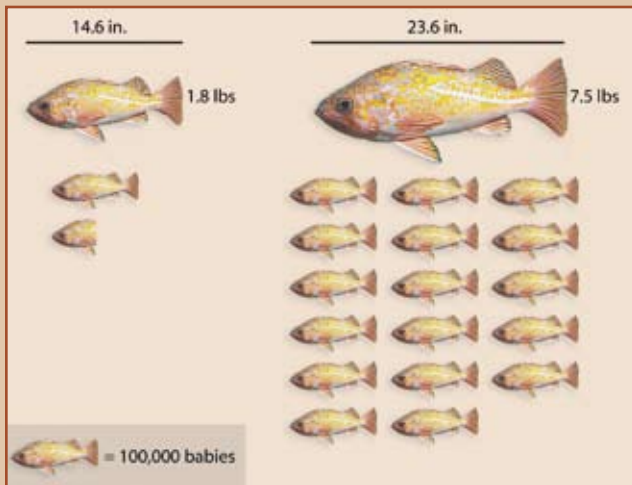 14.6 in.
23.6 in.
1.8 lbs
7.5 lbs
= 100,000 babies